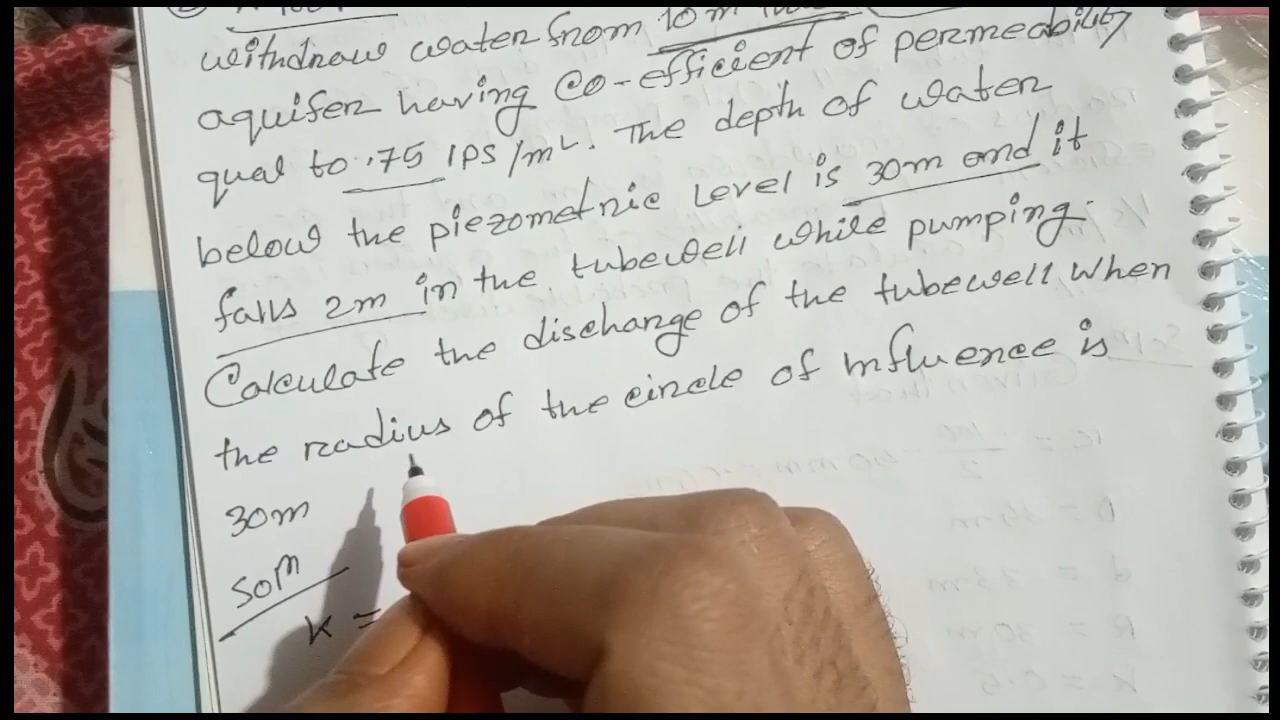 withdraw water from 10m
aquifer having Co-efficient of permeability
qual to .75 lPS/m². The depth of water
below the piezometric Level is 30m and it
falls 2m in the tubewell while pumping.
Calculate the discharge of the tubewell when
the radius of the circle of influence is
30m
Som
K =